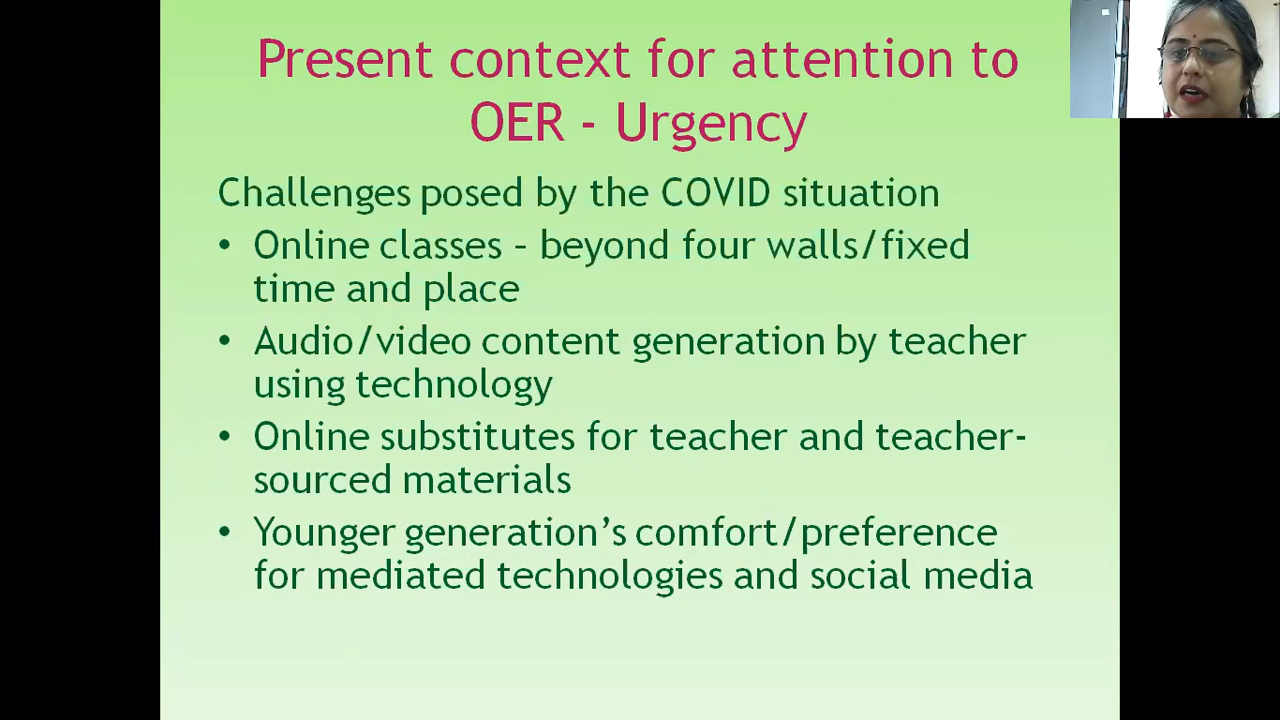 Present context for attention to
OER - Urgency
Challenges posed by the COVID situation
• Online classes – beyond four walls/fixed
time and place
• Audio/video content generation by teacher
using technology
• Online substitutes for teacher and teacher-
sourced materials
• Younger generation’s comfort/preference
for mediated technologies and social media